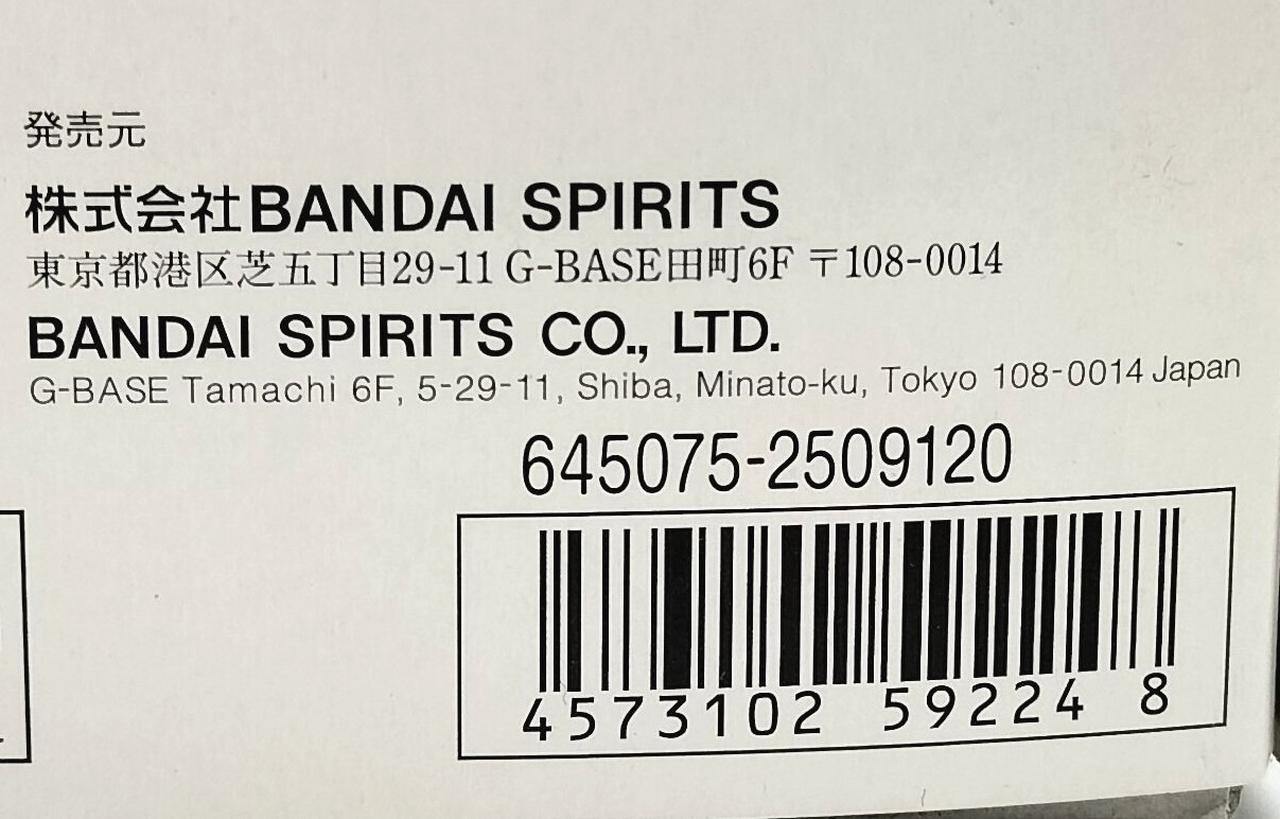 発売元
株式会社BANDAI SPIRITS
東京都港区芝五丁目29-11 G-BASE田町6F 〒108-0014
BANDAI SPIRITS CO., LTD.
G-BASE Tamachi 6F, 5-29-11, Shiba, Minato-ku, Tokyo 108-0014 Japan
645075-2509120
4573102 59224 8